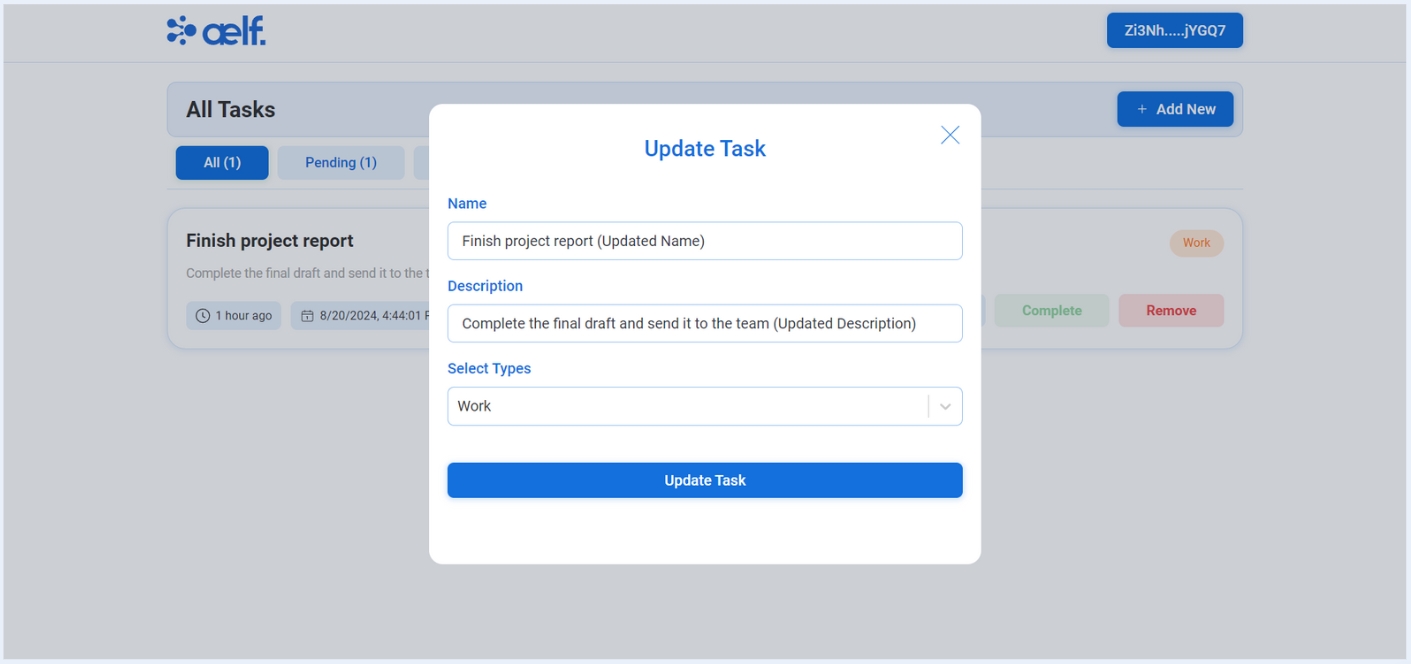 aelf.
Zi3Nh.....jYGQ7
All Tasks
+ Add New
All (1)
Pending (1)
Finish project report
Work
Complete the final draft and send it to the
1 hour ago
8/20/2024, 4:44:01
Complete
Remove
Update Task
Name
Finish project report (Updated Name)
Description
Complete the final draft and send it to the team (Updated Description)
Select Types
Work
Update Task